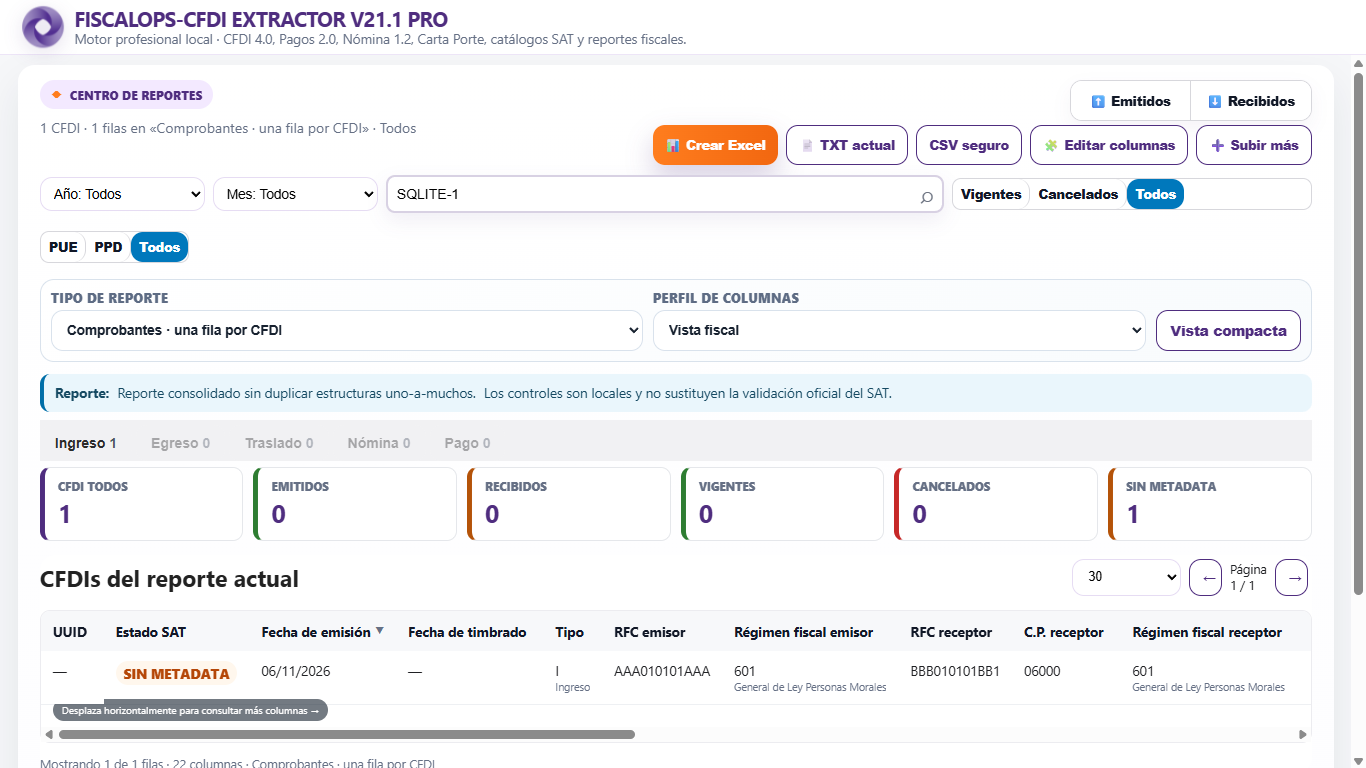 FISCALOPS-CFDI EXTRACTOR V21.1 PRO
Motor profesional local · CFDI 4.0, Pagos 2.0, Nómina 1.2, Carta Porte, catálogos SAT y reportes fiscales.
CENTRO DE REPORTES
Emitidos Recibidos
1 CFDI · 1 filas en «Comprobantes · una fila por CFDI» · Todos
Crear Excel TXT actual CSV seguro Editar columnas Subir más
Año: Todos Mes: Todos SQLITE-1 Vigentes Cancelados Todos
PUE PPD Todos
TIPO DE REPORTE PERFIL DE COLUMNAS
Comprobantes · una fila por CFDI Vista fiscal Vista compacta
Reporte: Reporte consolidado sin duplicar estructuras uno-a-muchos. Los controles son locales y no sustituyen la validación oficial del SAT.
Ingreso 1 Egreso 0 Traslado 0 Nómina 0 Pago 0
CFDI TODOS EMITIDOS RECIBIDOS VIGENTES CANCELADOS SIN METADATA
1 0 0 0 0 1
CFDIs del reporte actual
30 ← Página 1 / 1 →
UUID Estado SAT Fecha de emisión ▼ Fecha de timbrado Tipo RFC emisor Régimen fiscal emisor RFC receptor C.P. receptor Régimen fiscal receptor
— SIN METADATA 06/11/2026 — I AAA010101AAA 601 BBB010101BB1 06000 601
Ingreso General de Ley Personas Morales General de Ley Personas Morales
Desplaza horizontalmente para consultar más columnas →
Mostrando 1 de 1 filas · 22 columnas · Comprobantes · una fila por CFDI